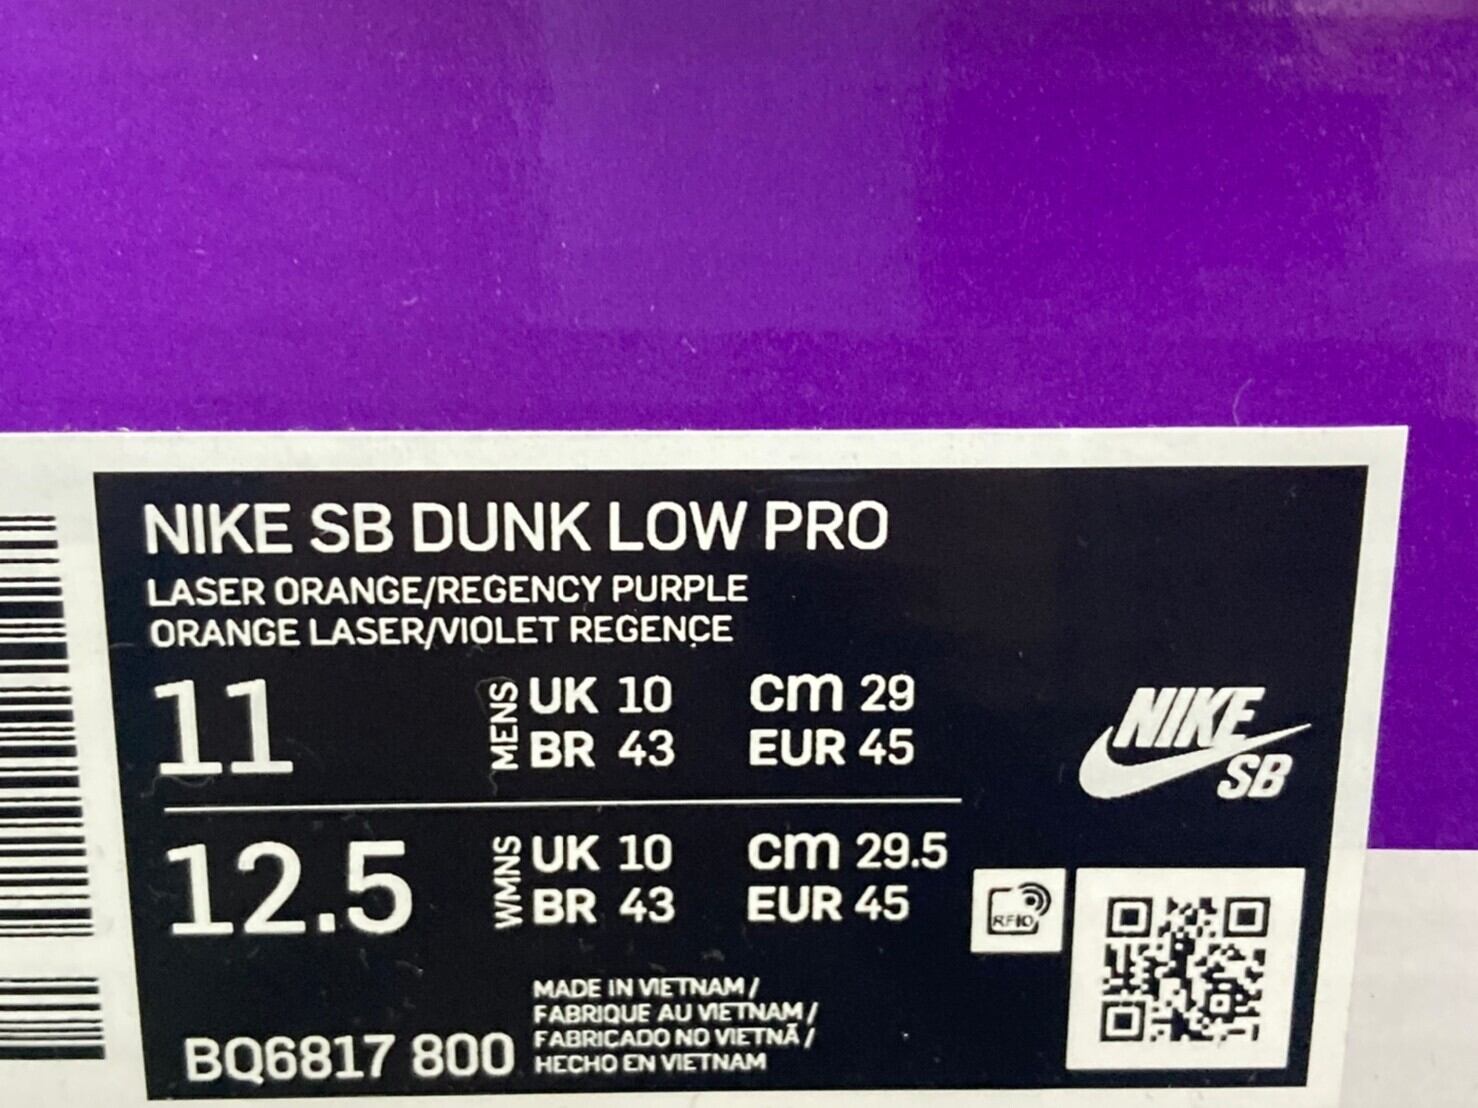 NIKE SB DUNK LOW PRO
LASER ORANGE/REGENCY PURPLE
ORANGE LASER/VIOLET REGENCE
11 MENS UK 10 cm 29
BR 43 EUR 45
NIKE
SB
12.5 WMNS UK 10 cm 29.5
BR 43 EUR 45
RFID
MADE IN VIETNAM /
FABRIQUE AU VIETNAM /
FABRICADO NO VIETNÃ /
HECHO EN VIETNAM
BQ6817 800